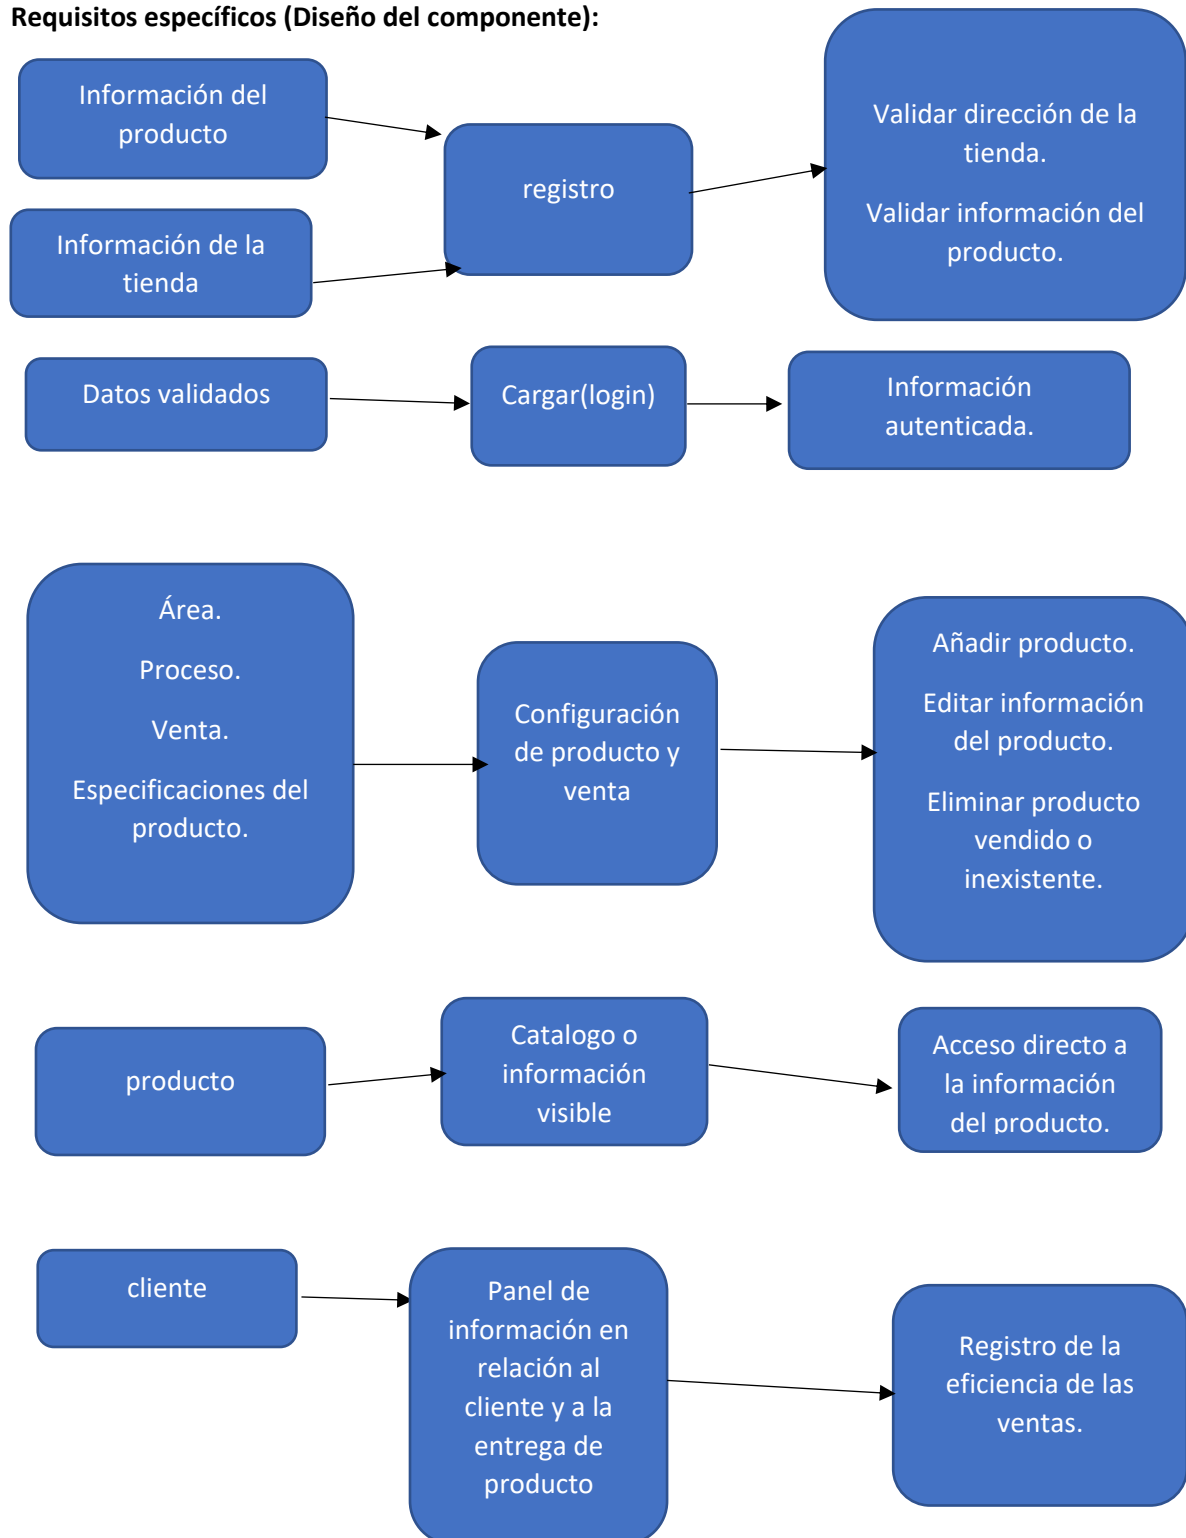 Requisitos específicos (Diseño del componente):
Información del
producto
Información de la
tienda
registro
Validar dirección de la
tienda.
Validar información del
producto.
Datos validados
Cargar(login)
Información
autenticada.
Área.
Proceso.
Venta.
Especificaciones del
producto.
Configuración
de producto y
venta
Añadir producto.
Editar información
del producto.
Eliminar producto
vendido o
inexistente.
producto
Catalogo o
información
visible
Acceso directo a
la información
del producto.
cliente
Panel de
información en
relación al
cliente y a la
entrega de
producto
Registro de la
eficiencia de las
ventas.